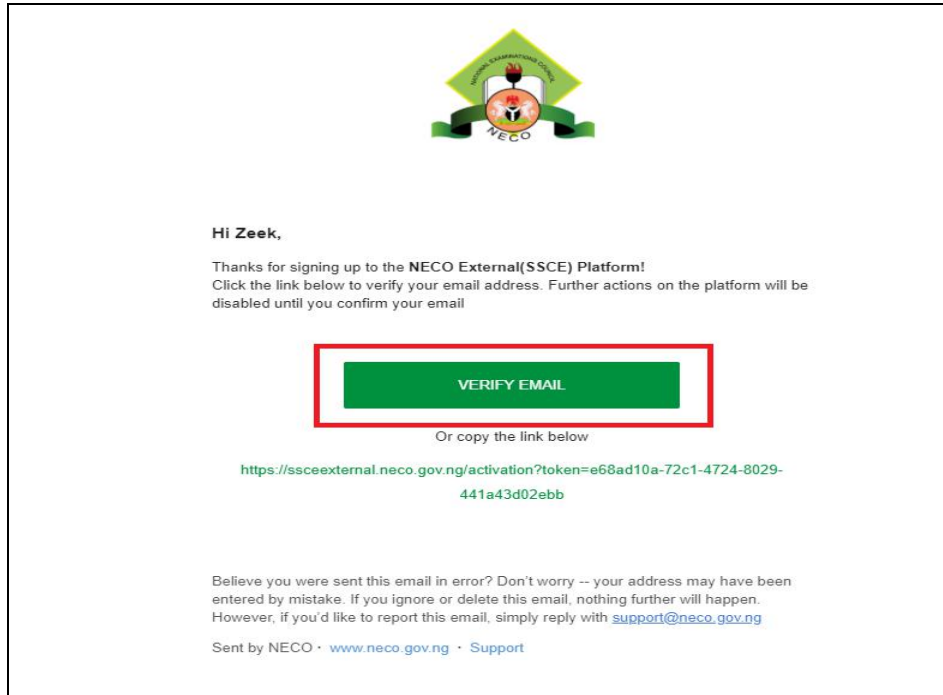 NATIONAL EXAMINATIONS COUNCIL
NECO
Hi Zeek,
Thanks for signing up to the NECO External(SSCE) Platform!
Click the link below to verify your email address. Further actions on the platform will be
disabled until you confirm your email
VERIFY EMAIL
Or copy the link below
https://ssceexternal.neco.gov.ng/activation?token=e68ad10a-72c1-4724-8029-
441a43d02ebb
Believe you were sent this email in error? Don't worry -- your address may have been
entered by mistake. If you ignore or delete this email, nothing further will happen.
However, if you'd like to report this email, simply reply with support@neco.gov.ng
Sent by NECO · www.neco.gov.ng · Support